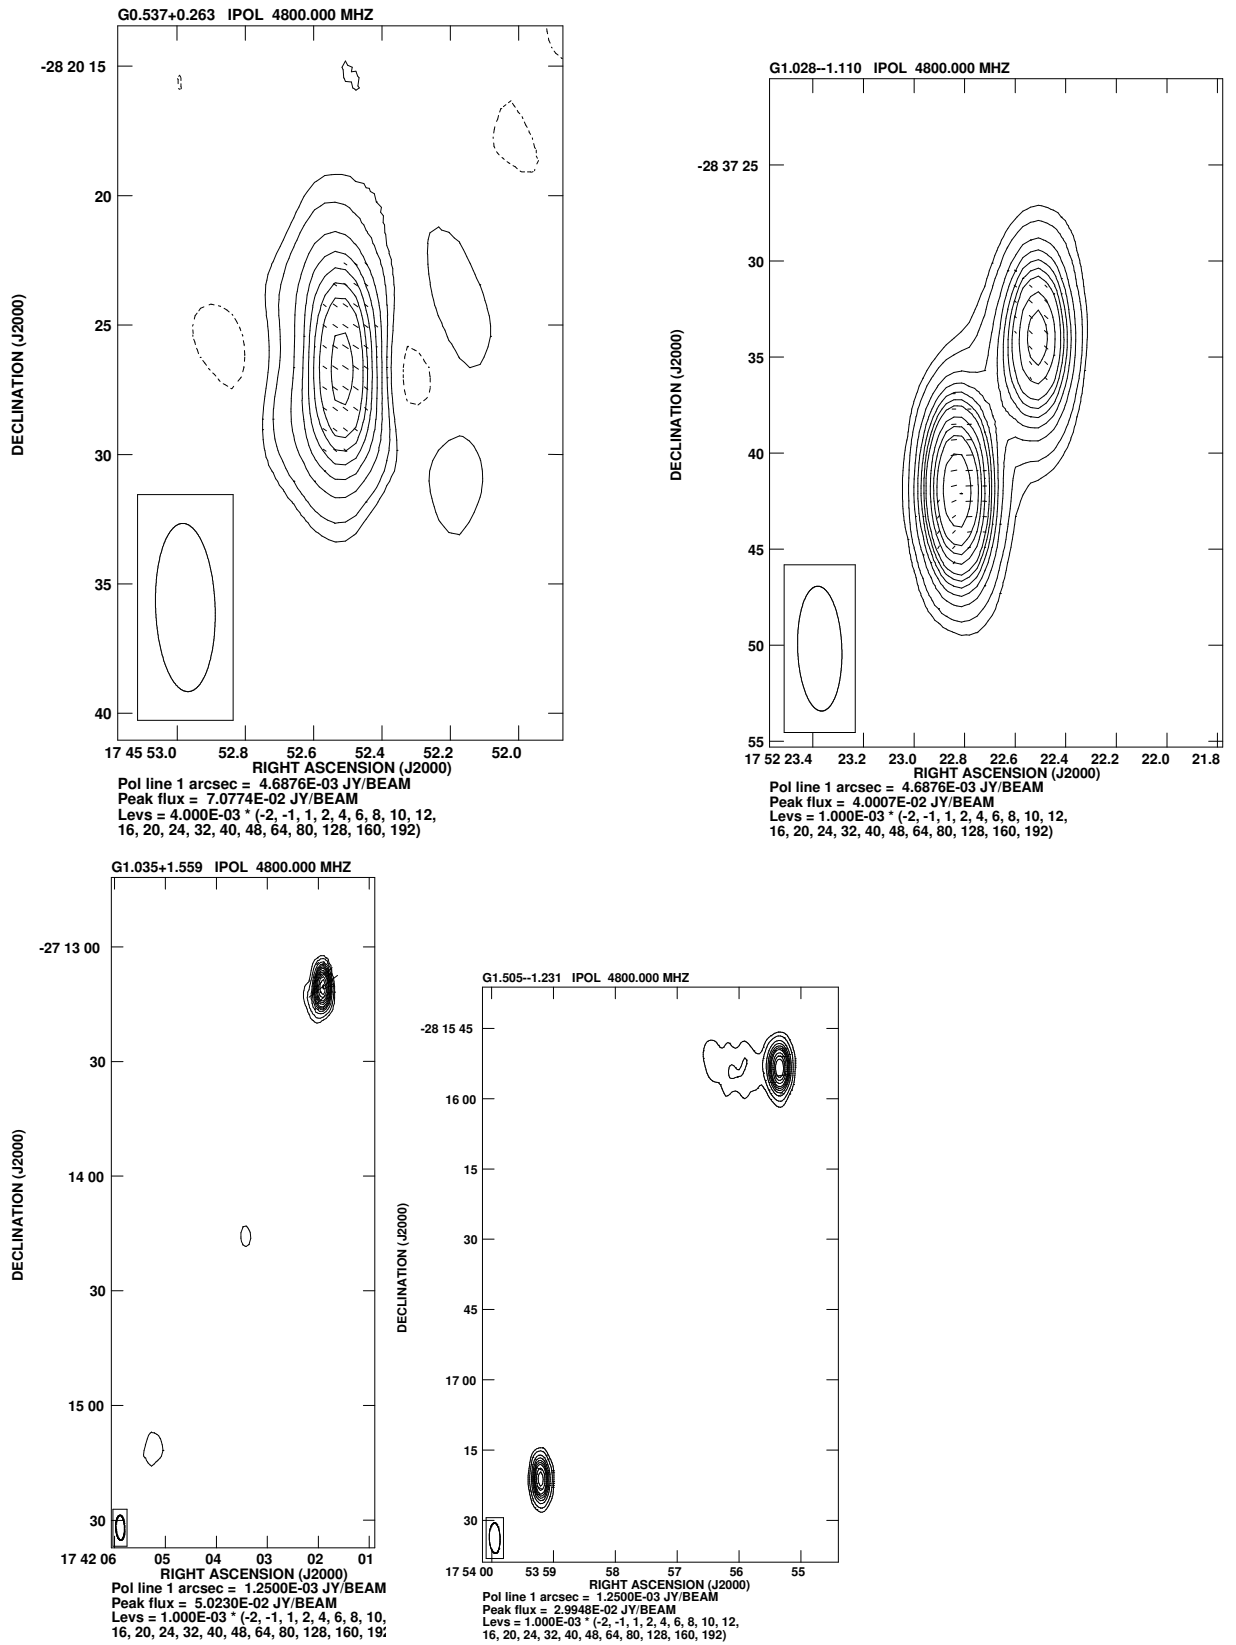 G0.537+0.263 IPOL 4800.000 MHZ
-28 20 15
20
25
30
35
40
DECLINATION (J2000)
17 45 53.0 52.8 52.6 52.4 52.2 52.0
RIGHT ASCENSION (J2000)
Pol line 1 arcsec = 4.6876E-03 JY/BEAM
Peak flux = 7.0774E-02 JY/BEAM
Levs = 4.000E-03 * (-2, -1, 1, 2, 4, 6, 8, 10, 12,
16, 20, 24, 32, 40, 48, 64, 80, 128, 160, 192)
G1.028--1.110 IPOL 4800.000 MHZ
-28 37 25
30
35
40
45
50
55
DECLINATION (J2000)
17 52 23.4 23.2 23.0 22.8 22.6 22.4 22.2 22.0 21.8
RIGHT ASCENSION (J2000)
Pol line 1 arcsec = 4.6876E-03 JY/BEAM
Peak flux = 4.0007E-02 JY/BEAM
Levs = 1.000E-03 * (-2, -1, 1, 2, 4, 6, 8, 10, 12,
16, 20, 24, 32, 40, 48, 64, 80, 128, 160, 192)
G1.035+1.559 IPOL 4800.000 MHZ
-27 13 00
30
14 00
30
15 00
30
DECLINATION (J2000)
17 42 06 05 04 03 02 01
RIGHT ASCENSION (J2000)
Pol line 1 arcsec = 1.2500E-03 JY/BEAM
Peak flux = 5.0230E-02 JY/BEAM
Levs = 1.000E-03 * (-2, -1, 1, 2, 4, 6, 8, 10,
16, 20, 24, 32, 40, 48, 64, 80, 128, 160, 192
G1.505--1.231 IPOL 4800.000 MHZ
-28 15 45
16 00
15
30
45
17 00
15
30
DECLINATION (J2000)
17 54 00 53 59 58 57 56 55
RIGHT ASCENSION (J2000)
Pol line 1 arcsec = 1.2500E-03 JY/BEAM
Peak flux = 2.9948E-02 JY/BEAM
Levs = 1.000E-03 * (-2, -1, 1, 2, 4, 6, 8, 10, 12,
16, 20, 24, 32, 40, 48, 64, 80, 128, 160, 192)